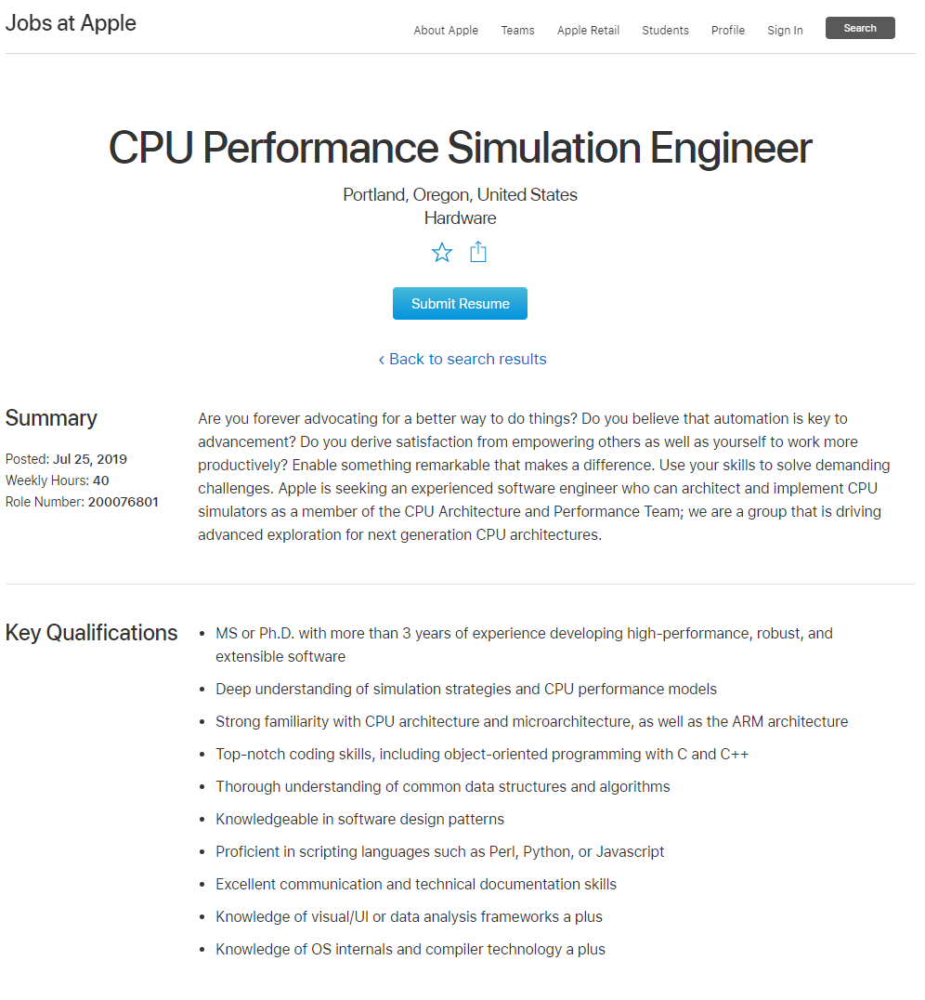 Jobs at Apple
About Apple Teams Apple Retail Students Profile Sign In Search
CPU Performance Simulation Engineer
Portland, Oregon, United States
Hardware
Submit Resume
‹ Back to search results
Summary
Posted: Jul 25, 2019
Weekly Hours: 40
Role Number: 200076801
Are you forever advocating for a better way to do things? Do you believe that automation is key to
advancement? Do you derive satisfaction from empowering others as well as yourself to work more
productively? Enable something remarkable that makes a difference. Use your skills to solve demanding
challenges. Apple is seeking an experienced software engineer who can architect and implement CPU
simulators as a member of the CPU Architecture and Performance Team; we are a group that is driving
advanced exploration for next generation CPU architectures.
Key Qualifications
• MS or Ph.D. with more than 3 years of experience developing high-performance, robust, and
extensible software
• Deep understanding of simulation strategies and CPU performance models
• Strong familiarity with CPU architecture and microarchitecture, as well as the ARM architecture
• Top-notch coding skills, including object-oriented programming with C and C++
• Thorough understanding of common data structures and algorithms
• Knowledgeable in software design patterns
• Proficient in scripting languages such as Perl, Python, or Javascript
• Excellent communication and technical documentation skills
• Knowledge of visual/UI or data analysis frameworks a plus
• Knowledge of OS internals and compiler technology a plus